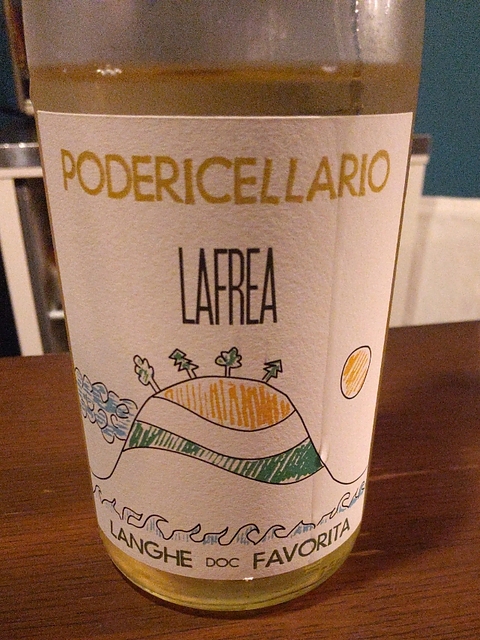 PODERICELLARIO
LAFREA
LANGHE DOC FAVORITA